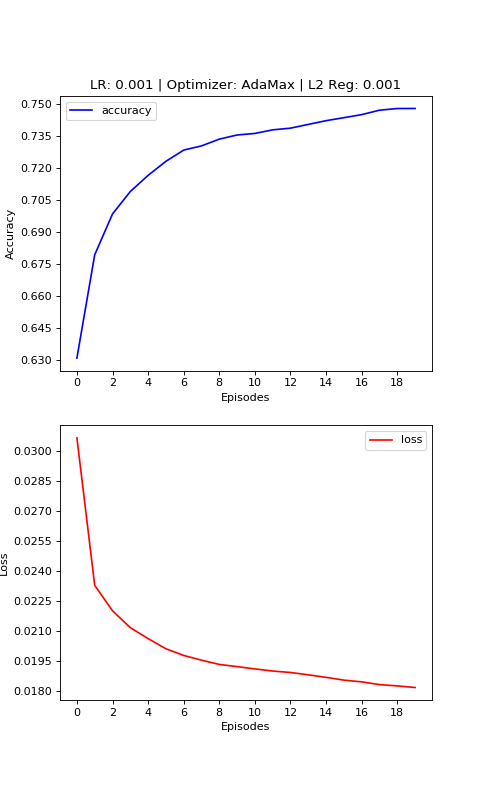 LR: 0.001 | Optimizer: AdaMax | L2 Reg: 0.001
accuracy
0.750
0.735
0.720
0.705
0.690
0.675
0.660
0.645
0.630
Accuracy
0 2 4 6 8 10 12 14 16 18
Episodes
loss
0.0300
0.0285
0.0270
0.0255
0.0240
0.0225
0.0210
0.0195
0.0180
Loss
0 2 4 6 8 10 12 14 16 18
Episodes